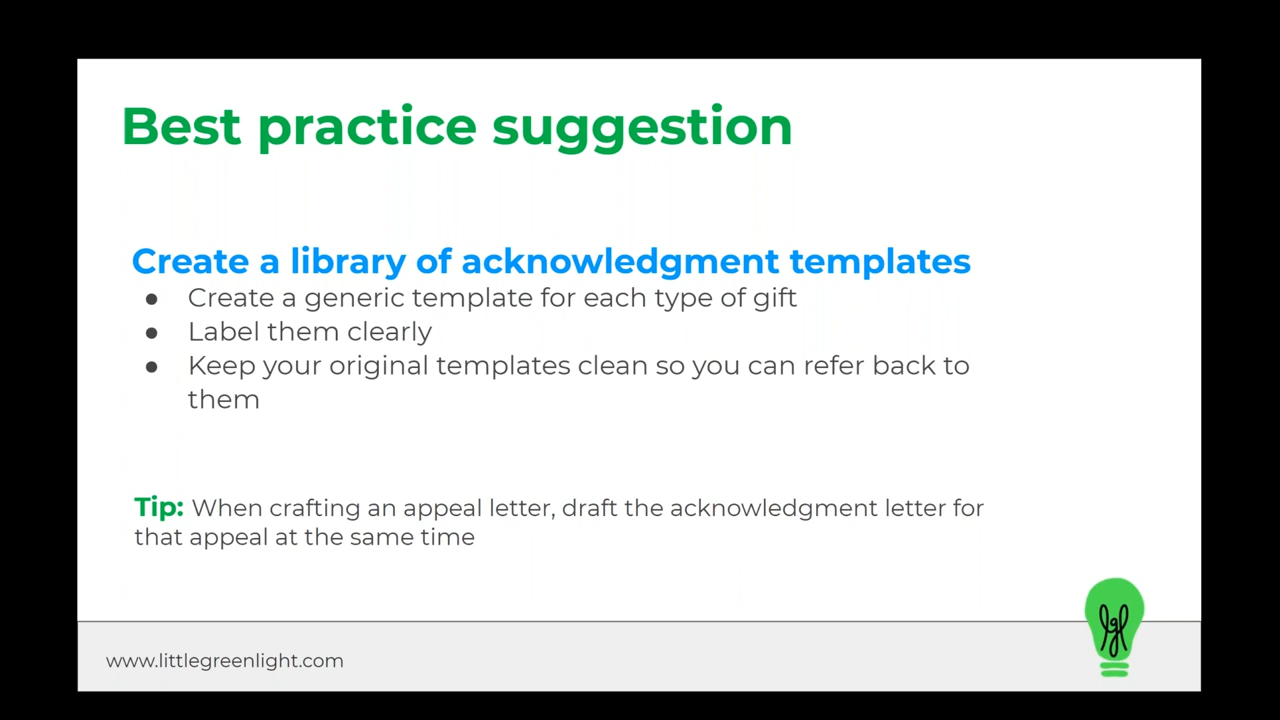 Best practice suggestion
Create a library of acknowledgment templates
● Create a generic template for each type of gift
● Label them clearly
● Keep your original templates clean so you can refer back to
them
Tip: When crafting an appeal letter, draft the acknowledgment letter for
that appeal at the same time
www.littlegreenlight.com
lgl